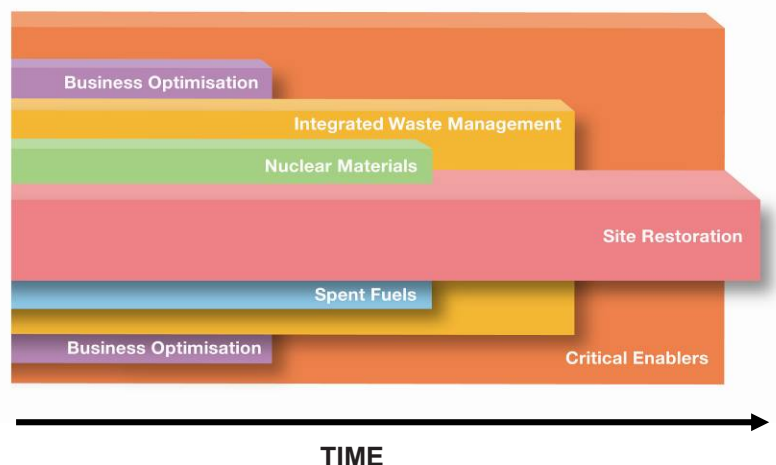 Business Optimisation
Integrated Waste Management
Nuclear Materials
Site Restoration
Spent Fuels
Business Optimisation
Critical Enablers
TIME